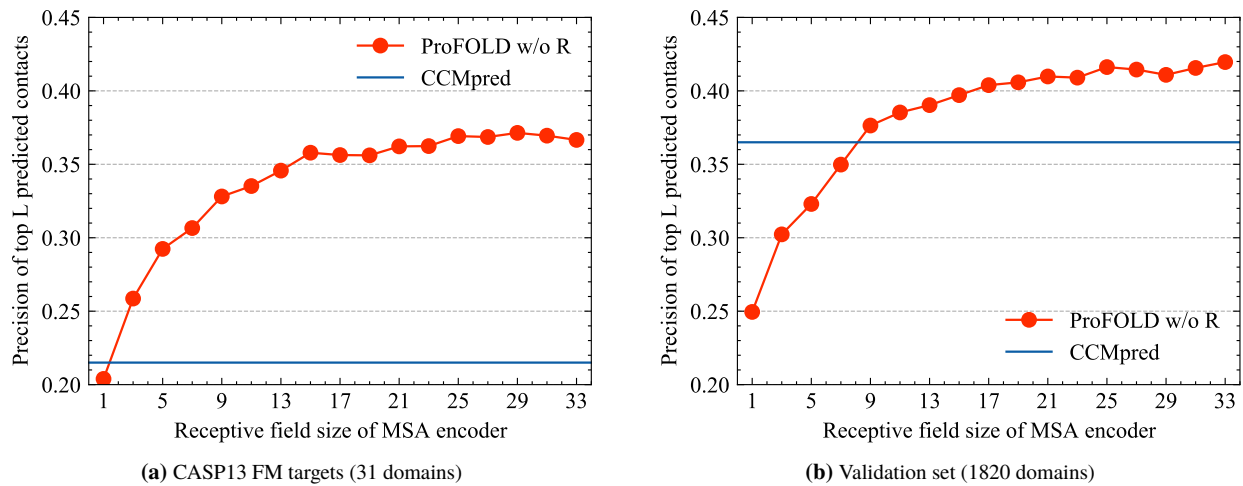 Precision of top L predicted contacts
0.45
0.40
0.35
0.30
0.25
0.20
ProFOLD w/o R
CCMpred
1 5 9 13 17 21 25 29 33
Receptive field size of MSA encoder
(a) CASP13 FM targets (31 domains)
Precision of top L predicted contacts
0.45
0.40
0.35
0.30
0.25
0.20
ProFOLD w/o R
CCMpred
1 5 9 13 17 21 25 29 33
Receptive field size of MSA encoder
(b) Validation set (1820 domains)